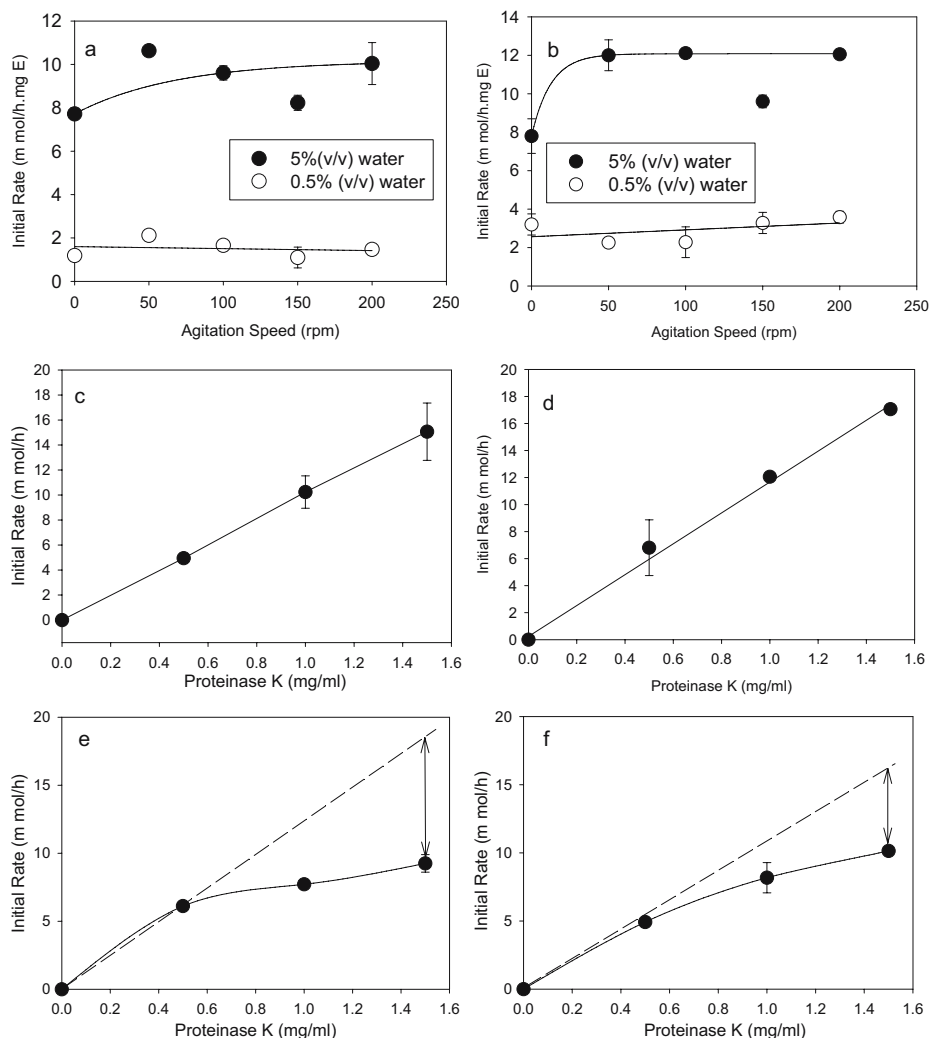 a
Initial Rate (m mol/h.mg E)
12
10
8
6
4
2
0
5%(v/v) water
0.5% (v/v) water
0 50 100 150 200 250
Agitation Speed (rpm)
b
Initial Rate (m mol/h.mg E)
14
12
10
8
6
4
2
0
5% (v/v) water
0.5% (v/v) water
0 50 100 150 200 250
Agitation Speed (rpm)
c
Initial Rate (m mol/h)
20
18
16
14
12
10
8
6
4
2
0
0.0 0.2 0.4 0.6 0.8 1.0 1.2 1.4 1.6
Proteinase K (mg/ml)
d
Initial Rate (m mol/h)
20
18
16
14
12
10
8
6
4
2
0
0.0 0.2 0.4 0.6 0.8 1.0 1.2 1.4 1.6
Proteinase K (mg/ml)
e
Initial Rate (m mol/h)
20
15
10
5
0
0.0 0.2 0.4 0.6 0.8 1.0 1.2 1.4 1.6
Proteinase K (mg/ml)
f
Initial Rate (m mol/h)
20
15
10
5
0
0.0 0.2 0.4 0.6 0.8 1.0 1.2 1.4 1.6
Proteinase K (mg/ml)